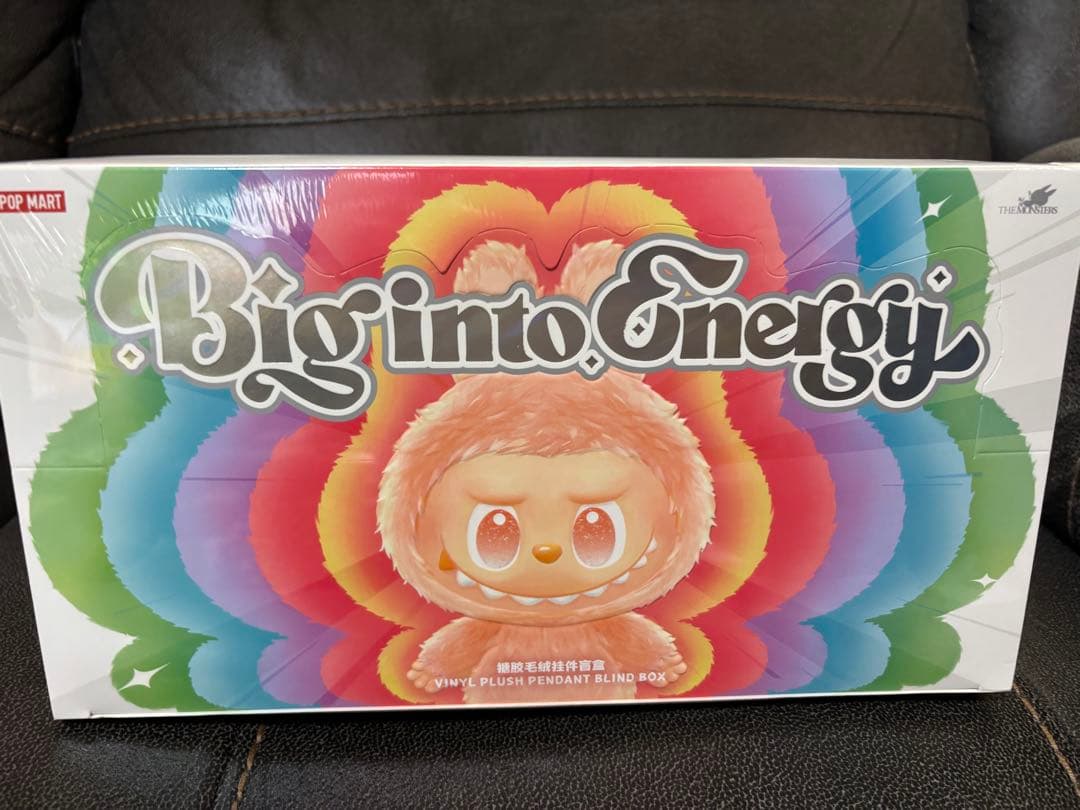 POP MART
THE MONSTERS
Big into Energy
搪胶毛绒挂件盲盒
VINYL PLUSH PENDANT BLIND BOX